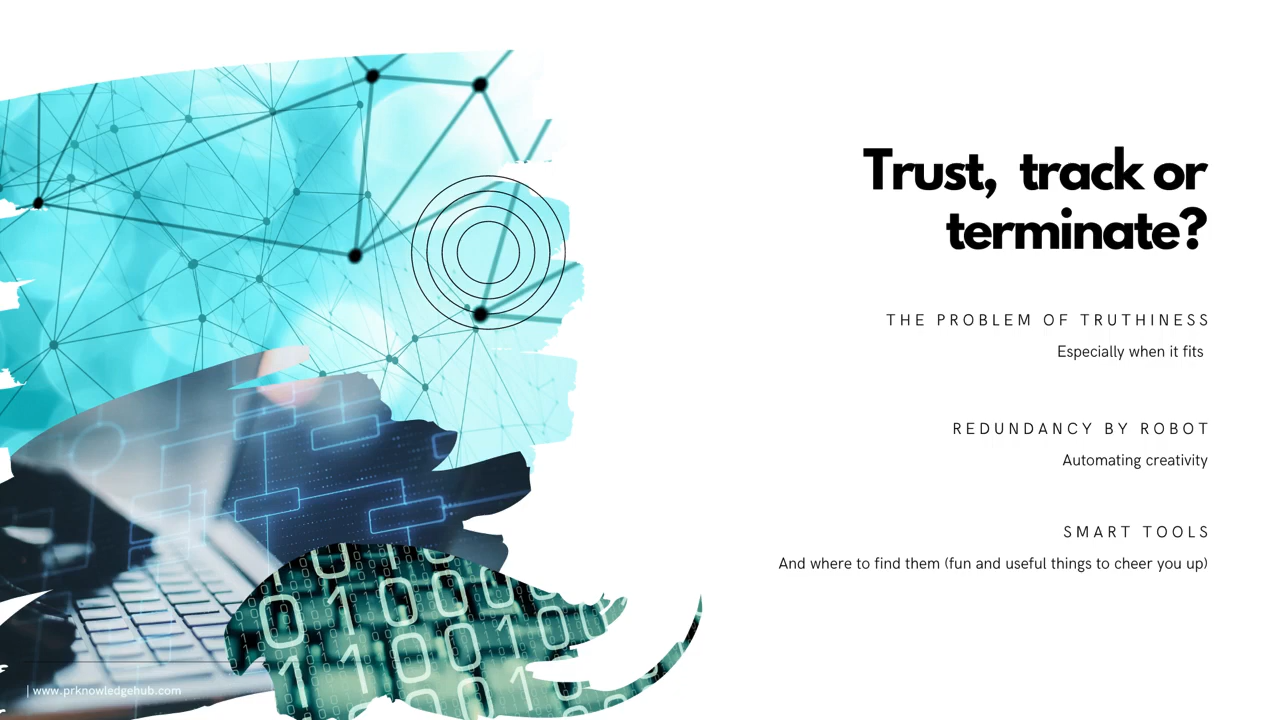 Trust, track or
terminate?
THE PROBLEM OF TRUTHINESS
Especially when it fits
REDUNDANCY BY ROBOT
Automating creativity
SMART TOOLS
And where to find them (fun and useful things to cheer you up)
| www.prknowledgehub.com